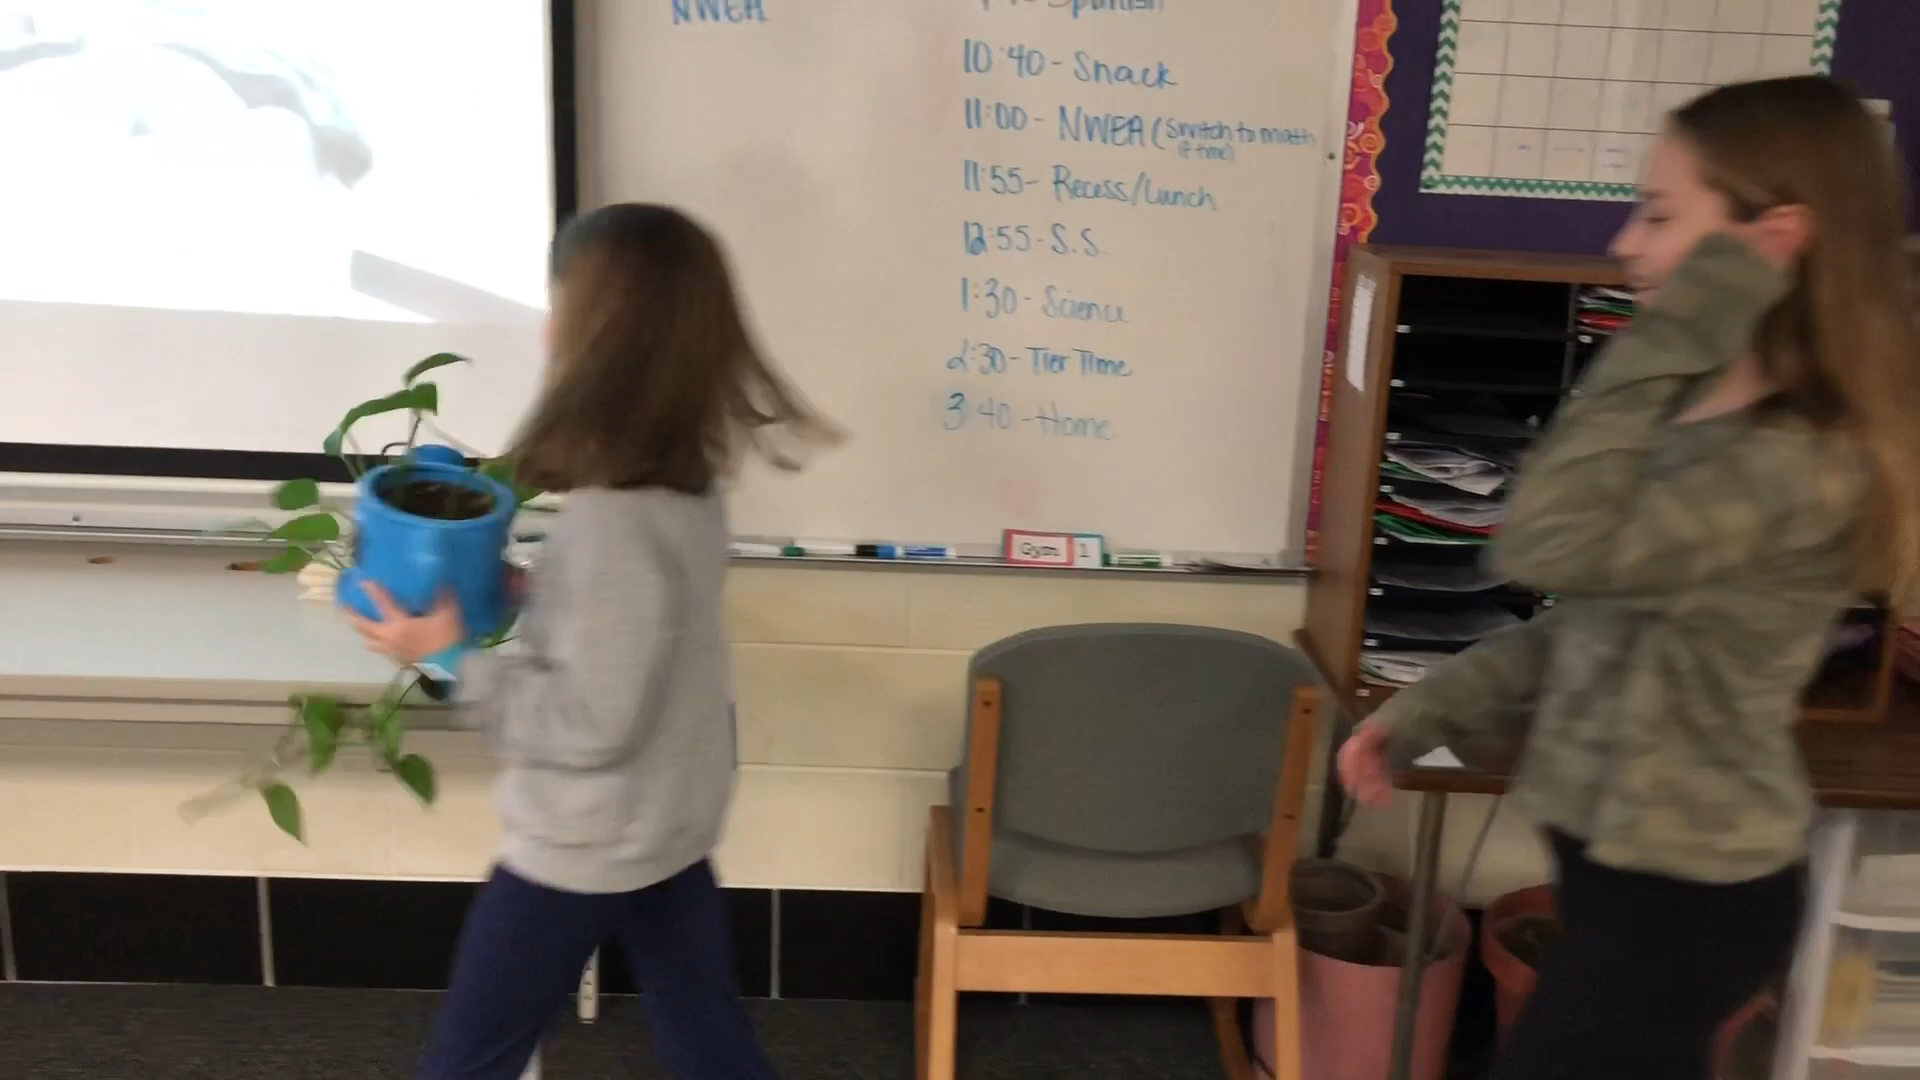 NWEA
Spanish
10:40 - Snack
11:00 - NWEA (Switch to math
if time)
11:55 - Recess/Lunch
12:55 - S.S.
1:30 - Science
2:30 - Tier Time
3:40 - Home
Gym 1